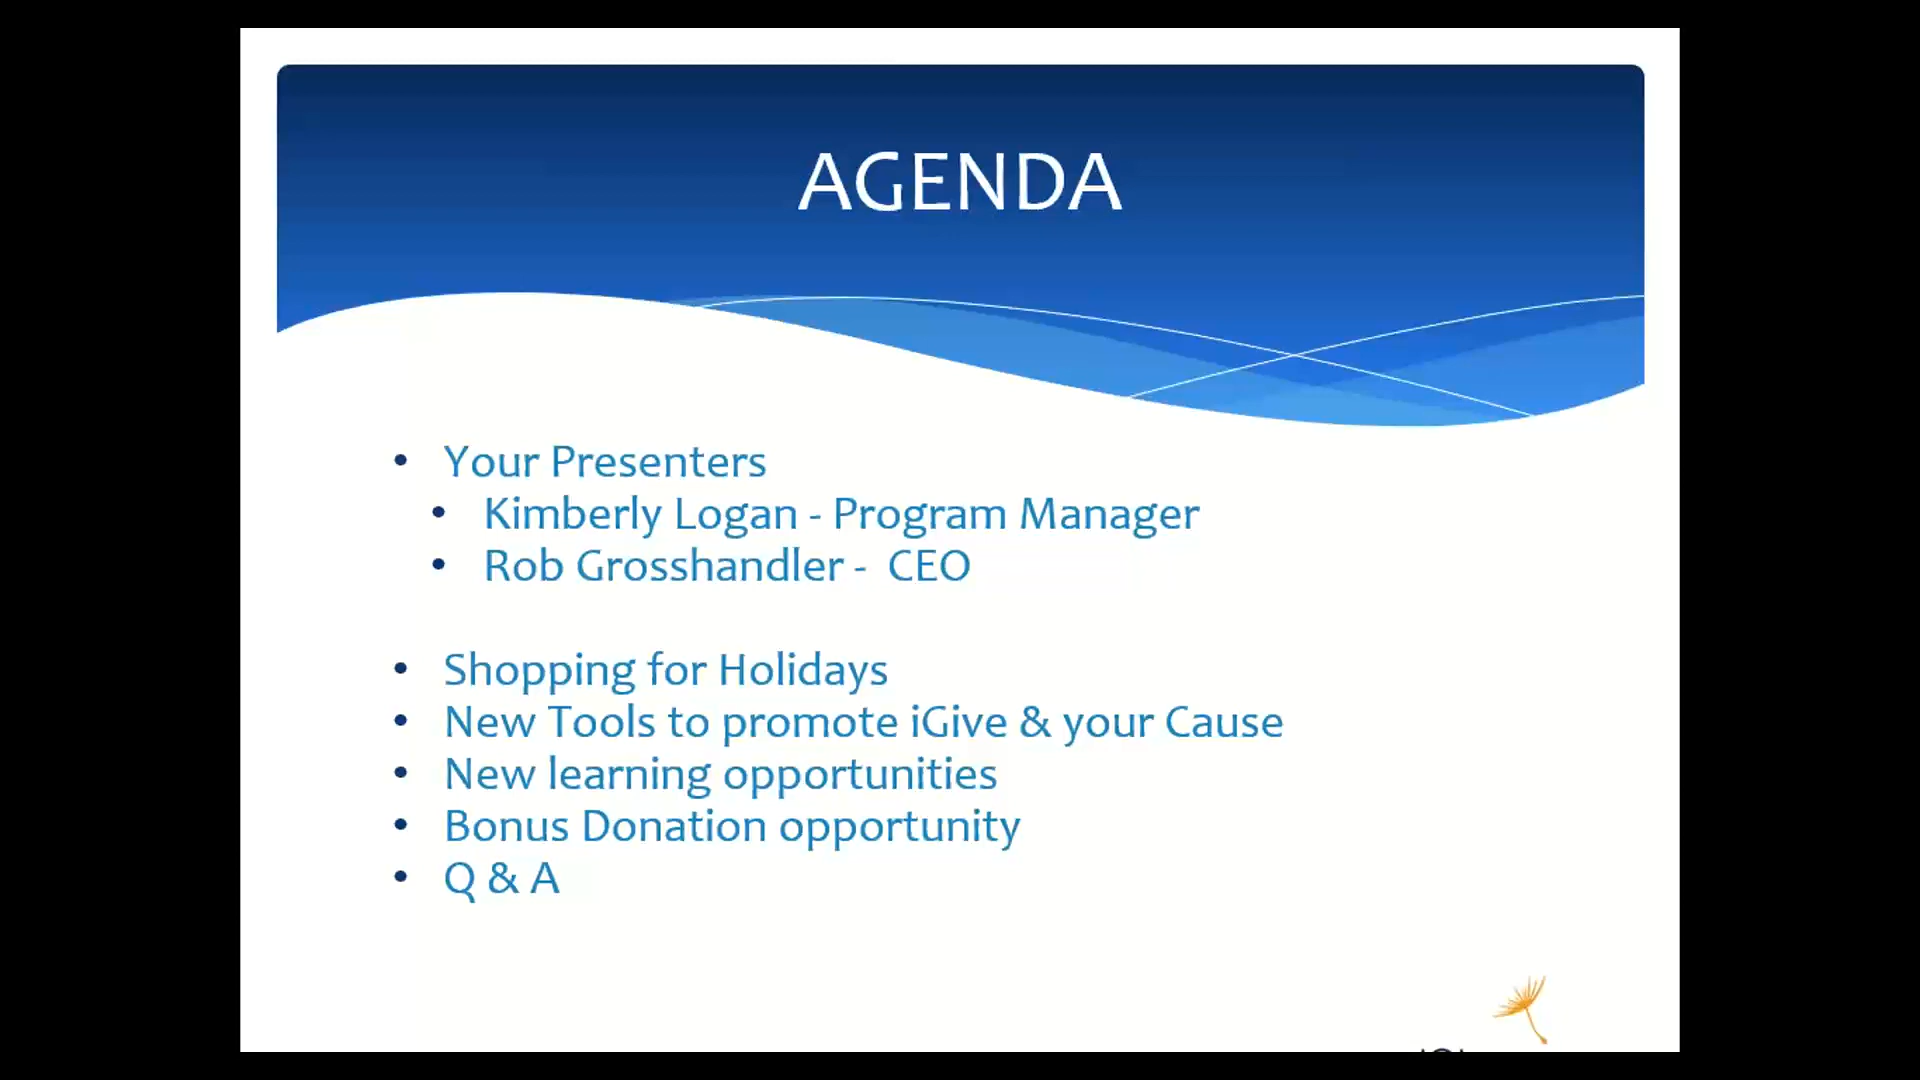 AGENDA
• Your Presenters
• Kimberly Logan - Program Manager
• Rob Grosshandler - CEO
• Shopping for Holidays
• New Tools to promote iGive & your Cause
• New learning opportunities
• Bonus Donation opportunity
• Q & A